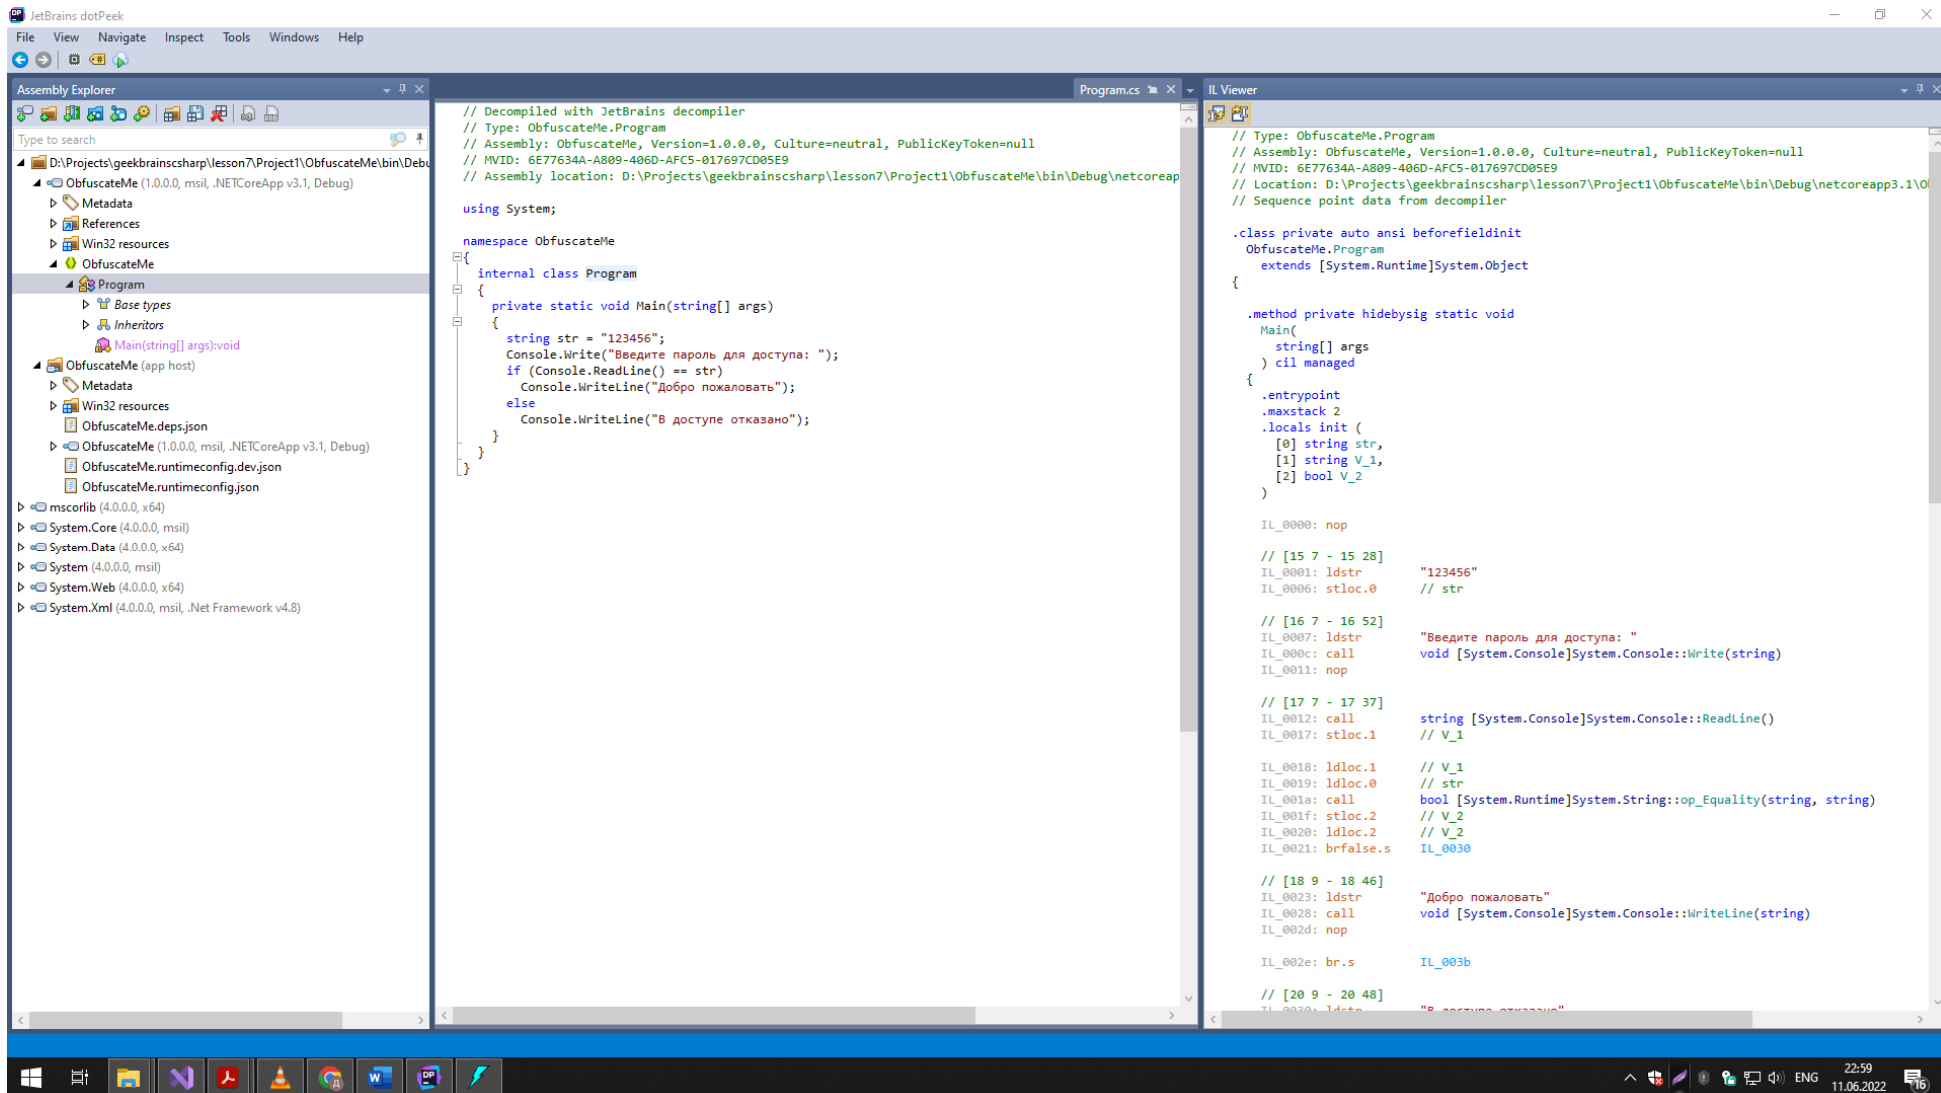 JetBrains dotPeek
File View Navigate Inspect Tools Windows Help
Assembly Explorer
Type to search
D:\Projects\geekbrainscsharp\lesson7\Project1\ObfuscateMe\bin\Debu
ObfuscateMe (1.0.0.0, msil, .NETCoreApp v3.1, Debug)
Metadata
References
Win32 resources
ObfuscateMe
Program
Base types
Inheritors
Main(string[] args):void
ObfuscateMe (app host)
Metadata
Win32 resources
ObfuscateMe.deps.json
ObfuscateMe (1.0.0.0, msil, .NETCoreApp v3.1, Debug)
ObfuscateMe.runtimeconfig.dev.json
ObfuscateMe.runtimeconfig.json
mscorlib (4.0.0.0, x64)
System.Core (4.0.0.0, msil)
System.Data (4.0.0.0, x64)
System (4.0.0.0, msil)
System.Web (4.0.0.0, x64)
System.Xml (4.0.0.0, msil, .Net Framework v4.8)
Program.cs
// Decompiled with JetBrains decompiler
// Type: ObfuscateMe.Program
// Assembly: ObfuscateMe, Version=1.0.0.0, Culture=neutral, PublicKeyToken=null
// MVID: 6E77634A-A809-406D-AFC5-017697CD05E9
// Assembly location: D:\Projects\geekbrainscsharp\lesson7\Project1\ObfuscateMe\bin\Debug\netcoreap
using System;
namespace ObfuscateMe
{
internal class Program
{
private static void Main(string[] args)
{
string str = "123456";
Console.Write("Введите пароль для доступа: ");
if (Console.ReadLine() == str)
Console.WriteLine("Добро пожаловать");
else
Console.WriteLine("В доступе отказано");
}
}
}
IL Viewer
// Type: ObfuscateMe.Program
// Assembly: ObfuscateMe, Version=1.0.0.0, Culture=neutral, PublicKeyToken=null
// MVID: 6E77634A-A809-406D-AFC5-017697CD05E9
// Location: D:\Projects\geekbrainscsharp\lesson7\Project1\ObfuscateMe\bin\Debug\netcoreapp3.1\O
// Sequence point data from decompiler
.class private auto ansi beforefieldinit
ObfuscateMe.Program
extends [System.Runtime]System.Object
{
.method private hidebysig static void
Main(
string[] args
) cil managed
{
.entrypoint
.maxstack 2
.locals init (
[0] string str,
[1] string V_1,
[2] bool V_2
)
IL_0000: nop
// [15 7 - 15 28]
IL_0001: ldstr "123456"
IL_0006: stloc.0 // str
// [16 7 - 16 52]
IL_0007: ldstr "Введите пароль для доступа: "
IL_000c: call void [System.Console]System.Console::Write(string)
IL_0011: nop
// [17 7 - 17 37]
IL_0012: call string [System.Console]System.Console::ReadLine()
IL_0017: stloc.1 // V_1
IL_0018: ldloc.1 // V_1
IL_0019: ldloc.0 // str
IL_001a: call bool [System.Runtime]System.String::op_Equality(string, string)
IL_001f: stloc.2 // V_2
IL_0020: ldloc.2 // V_2
IL_0021: brfalse.s IL_0030
// [18 9 - 18 46]
IL_0023: ldstr "Добро пожаловать"
IL_0028: call void [System.Console]System.Console::WriteLine(string)
IL_002d: nop
IL_002e: br.s IL_003b
// [20 9 - 20 48]
IL_0030: ldstr "В доступе отказано"
ENG
22:59
11.06.2022
16